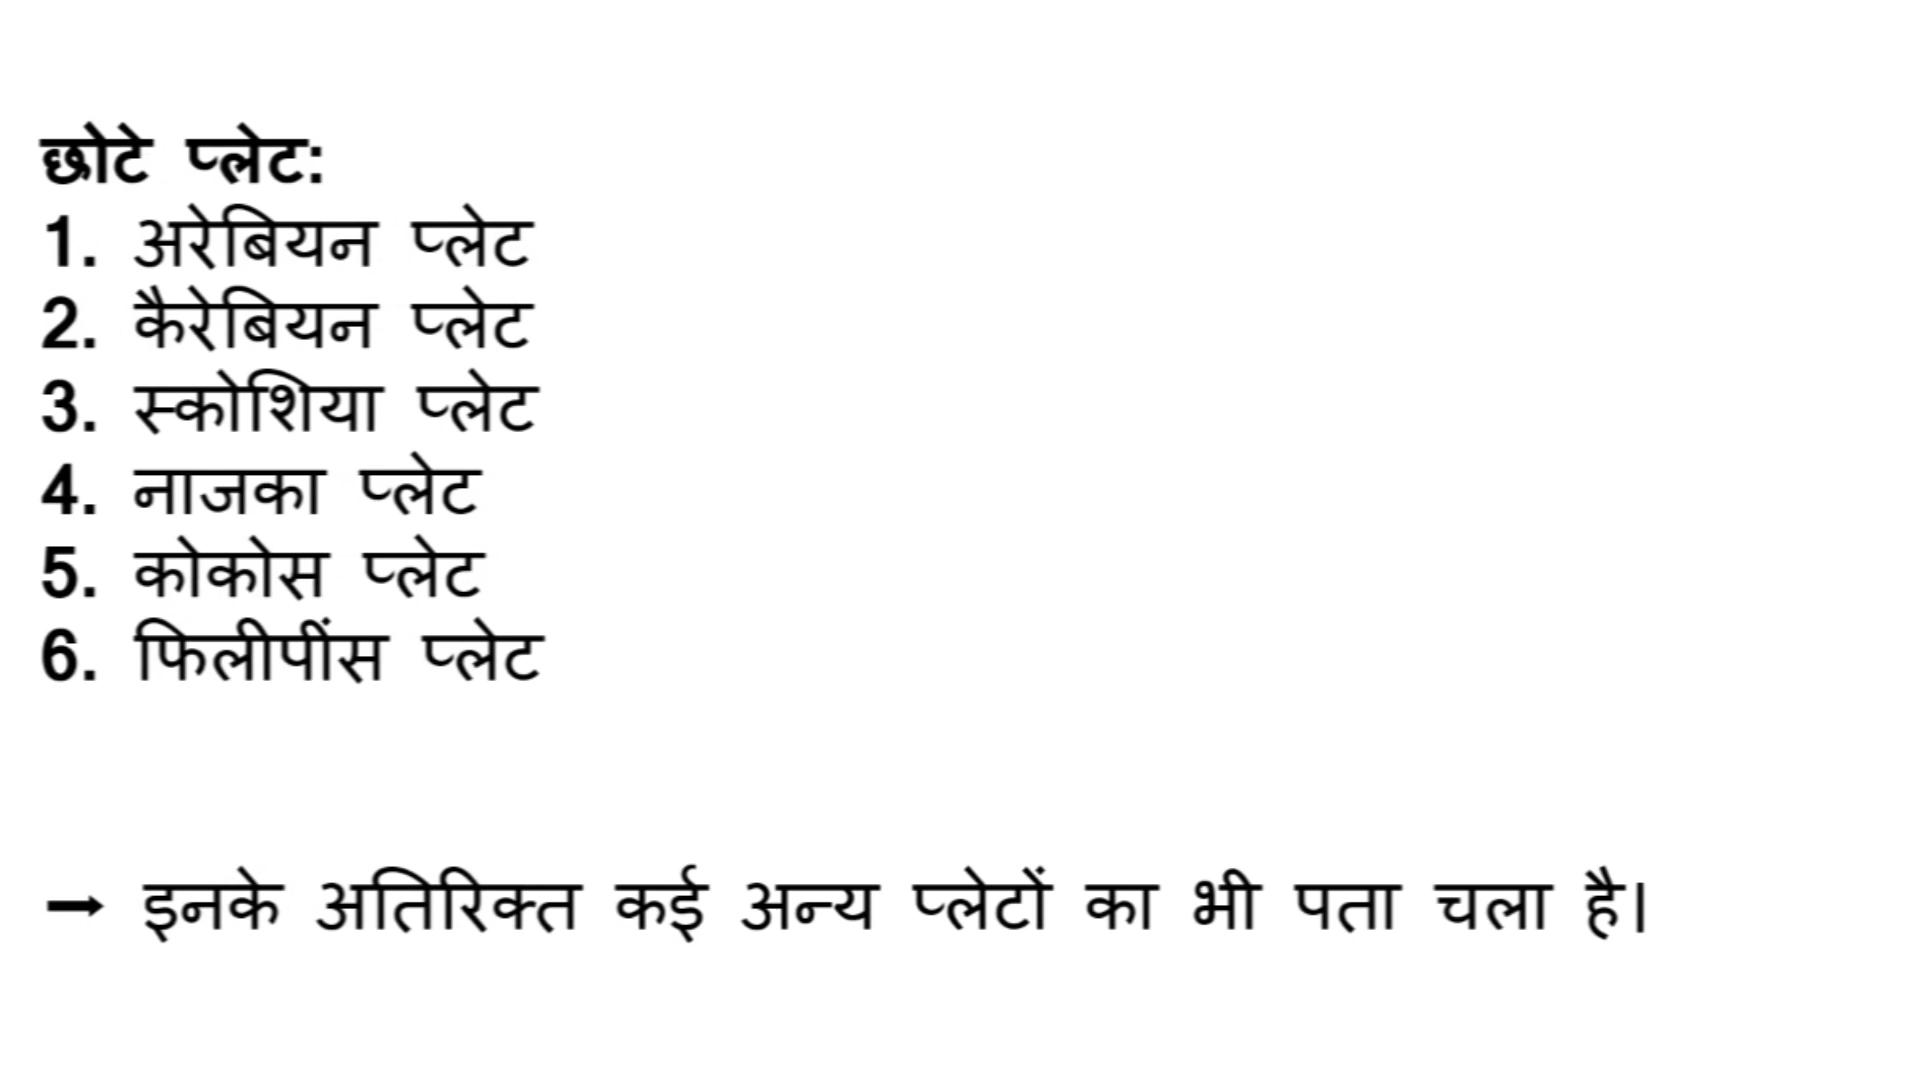 छोटे प्लेट:
1. अरेबियन प्लेट
2. कैरेबियन प्लेट
3. स्कोशिया प्लेट
4. नाजका प्लेट
5. कोकोस प्लेट
6. फिलीपींस प्लेट
→ इनके अतिरिक्त कई अन्य प्लेटों का भी पता चला है।